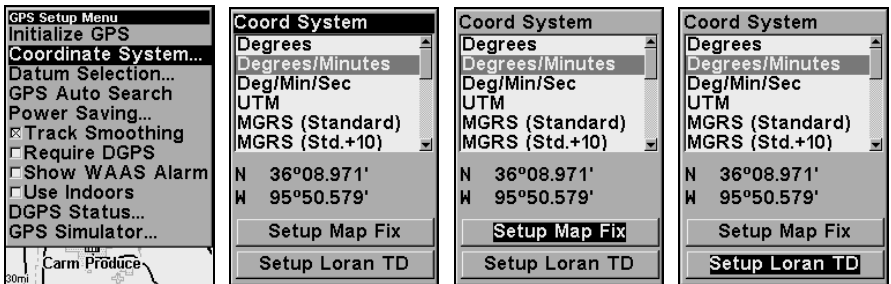 GPS Setup Menu
Initialize GPS
Coordinate System...
Datum Selection...
GPS Auto Search
Power Saving...
Track Smoothing
Require DGPS
Show WAAS Alarm
Use Indoors
DGPS Status...
GPS Simulator...
Carm Produce
30mi
Coord System
Degrees
Degrees/Minutes
Deg/Min/Sec
UTM
MGRS (Standard)
MGRS (Std.+10)
N 36º08.971'
W 95º50.579'
Setup Map Fix
Setup Loran TD
Coord System
Degrees
Degrees/Minutes
Deg/Min/Sec
UTM
MGRS (Standard)
MGRS (Std.+10)
N 36º08.971'
W 95º50.579'
Setup Map Fix
Setup Loran TD
Coord System
Degrees
Degrees/Minutes
Deg/Min/Sec
UTM
MGRS (Standard)
MGRS (Std.+10)
N 36º08.971'
W 95º50.579'
Setup Map Fix
Setup Loran TD